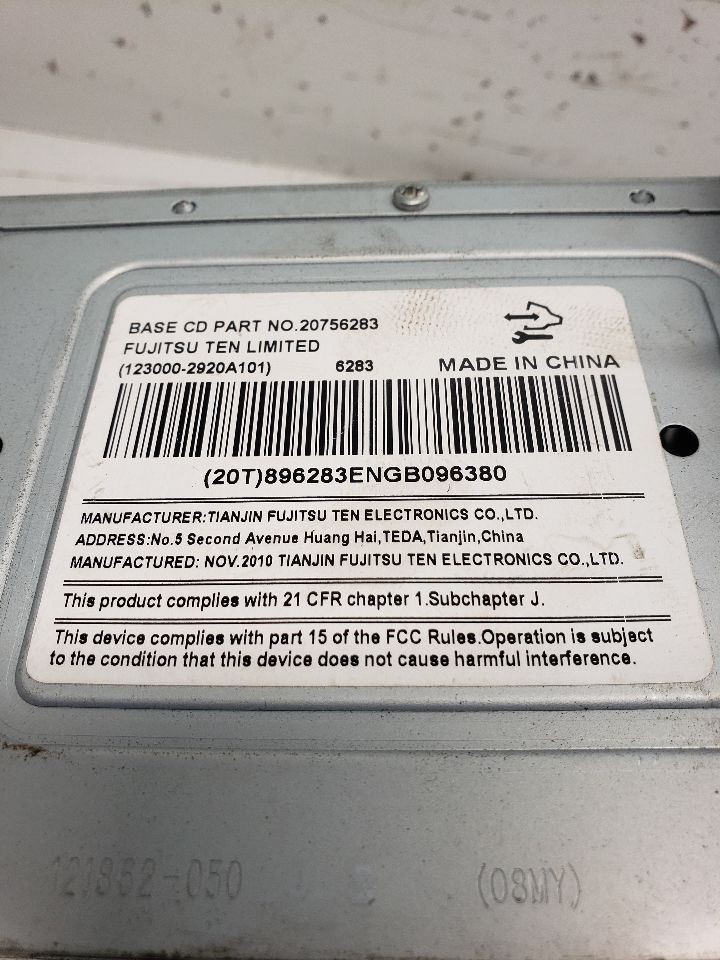 BASE CD PART NO.20756283
FUJITSU TEN LIMITED
(123000-2920A101) 6283 MADE IN CHINA
(20T)896283ENGB096380
MANUFACTURER:TIANJIN FUJITSU TEN ELECTRONICS CO.,LTD.
ADDRESS:No.5 Second Avenue Huang Hai,TEDA,Tianjin,China
MANUFACTURED: NOV.2010 TIANJIN FUJITSU TEN ELECTRONICS CO.,LTD.
This product complies with 21 CFR chapter 1.Subchapter J.
This device complies with part 15 of the FCC Rules.Operation is subject
to the condition that this device does not cause harmful interference.
121862-050 (08MY)